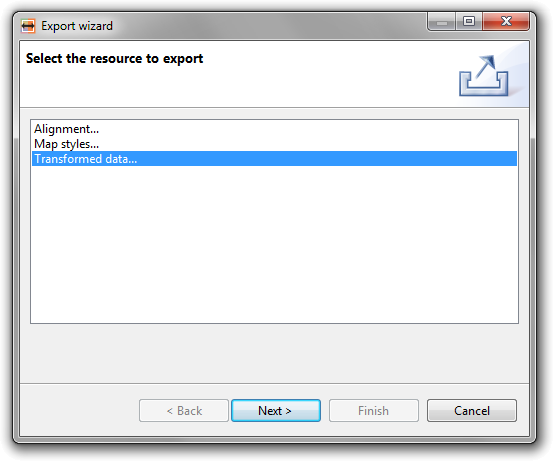 Export wizard
Select the resource to export
Alignment...
Map styles...
Transformed data...
< Back
Next >
Finish
Cancel